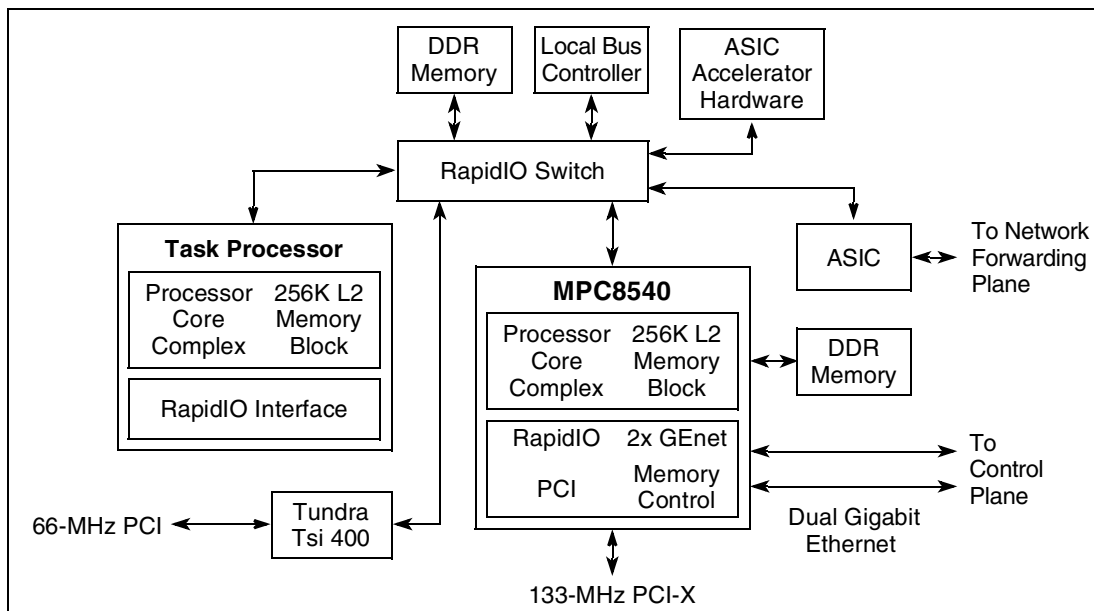 DDR
Memory
Local Bus
Controller
ASIC
Accelerator
Hardware
RapidIO Switch
Task Processor
Processor 256K L2
Core Memory
Complex Block
RapidIO Interface
ASIC
To Network
Forwarding
Plane
MPC8540
Processor 256K L2
Core Memory
Complex Block
DDR
Memory
RapidIO 2x GEnet
PCI Memory
Control
To
Control
Plane
Dual Gigabit
Ethernet
66-MHz PCI
Tundra
Tsi 400
133-MHz PCI-X